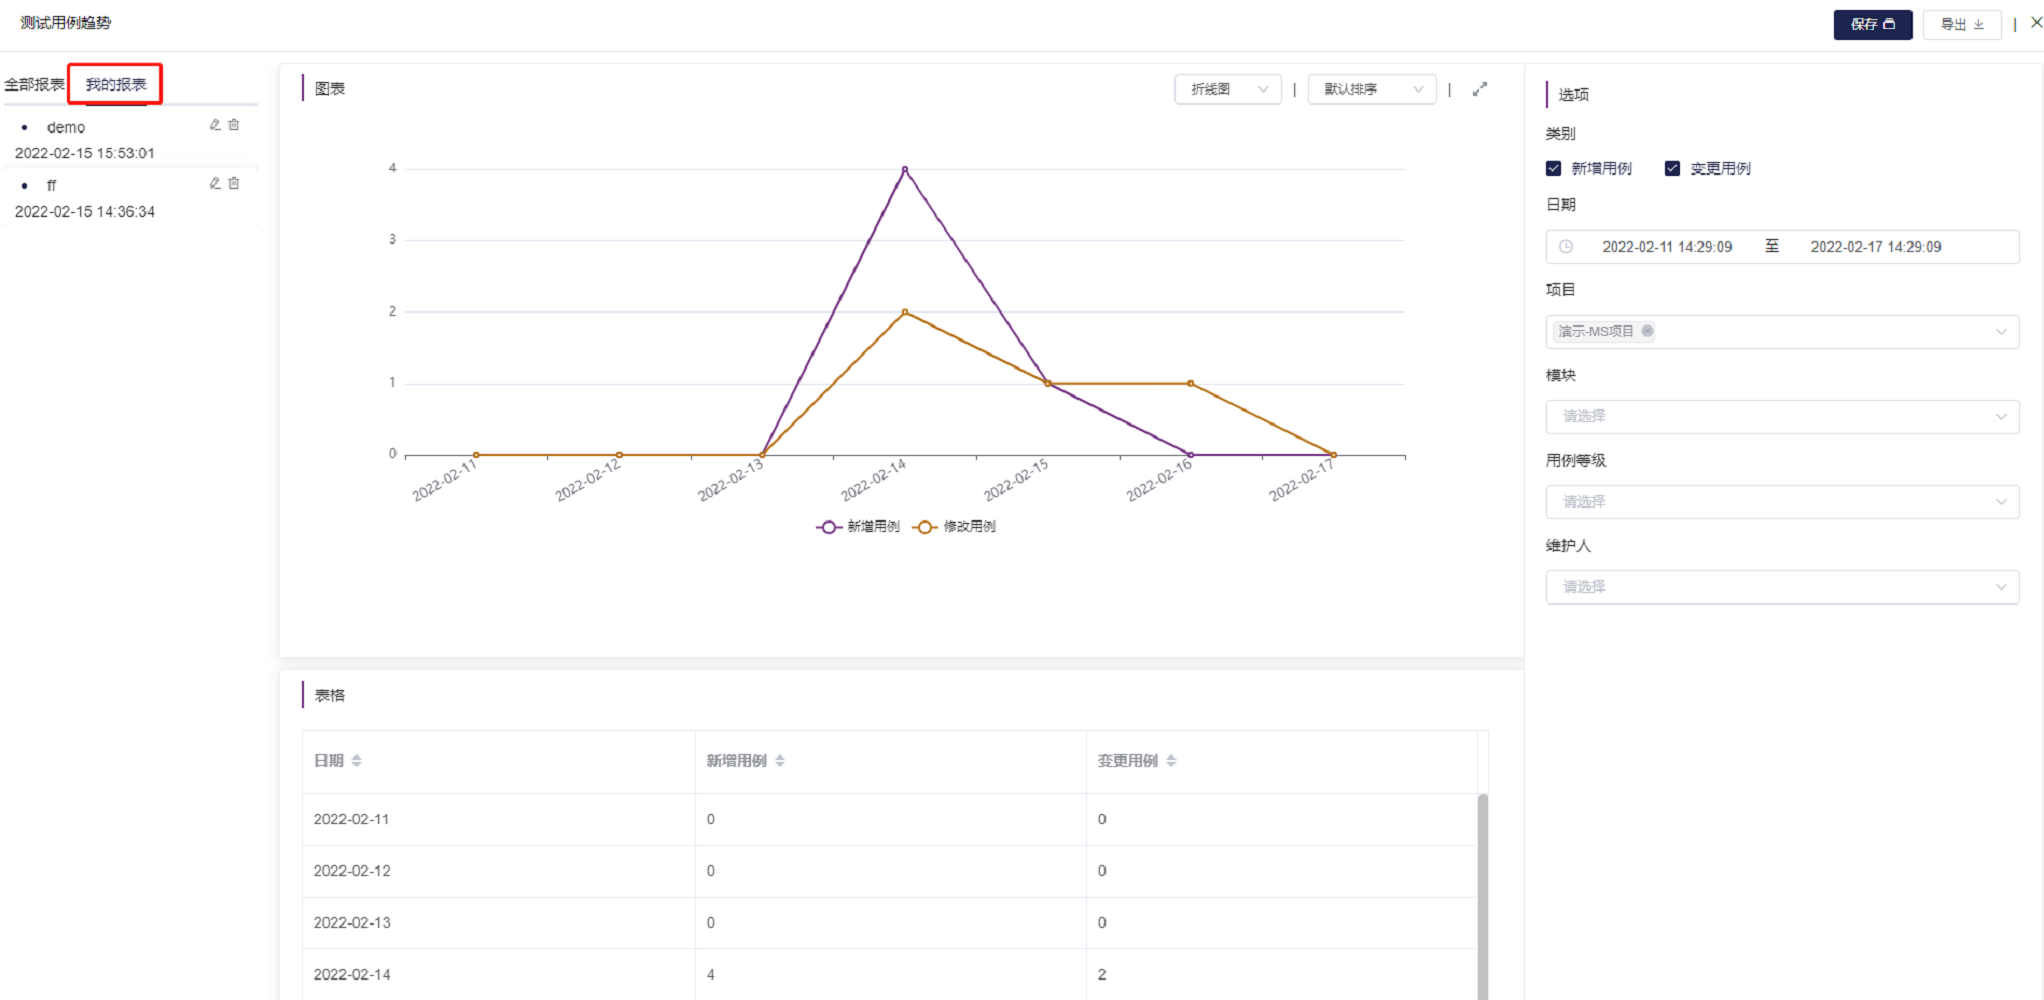 测试用例趋势
保存 导出 |
全部报表 我的报表
demo
2022-02-15 15:53:01
ff
2022-02-15 14:36:34
图表
折线图 | 默认排序 |
4
3
2
1
0
2022-02-11 2022-02-12 2022-02-13 2022-02-14 2022-02-15 2022-02-16 2022-02-17
新增用例 修改用例
表格
日期 新增用例 变更用例
2022-02-11 0 0
2022-02-12 0 0
2022-02-13 0 0
2022-02-14 4 2
选项
类别
新增用例 变更用例
日期
2022-02-11 14:29:09 至 2022-02-17 14:29:09
项目
演示-MS项目
模块
请选择
用例等级
请选择
维护人
请选择